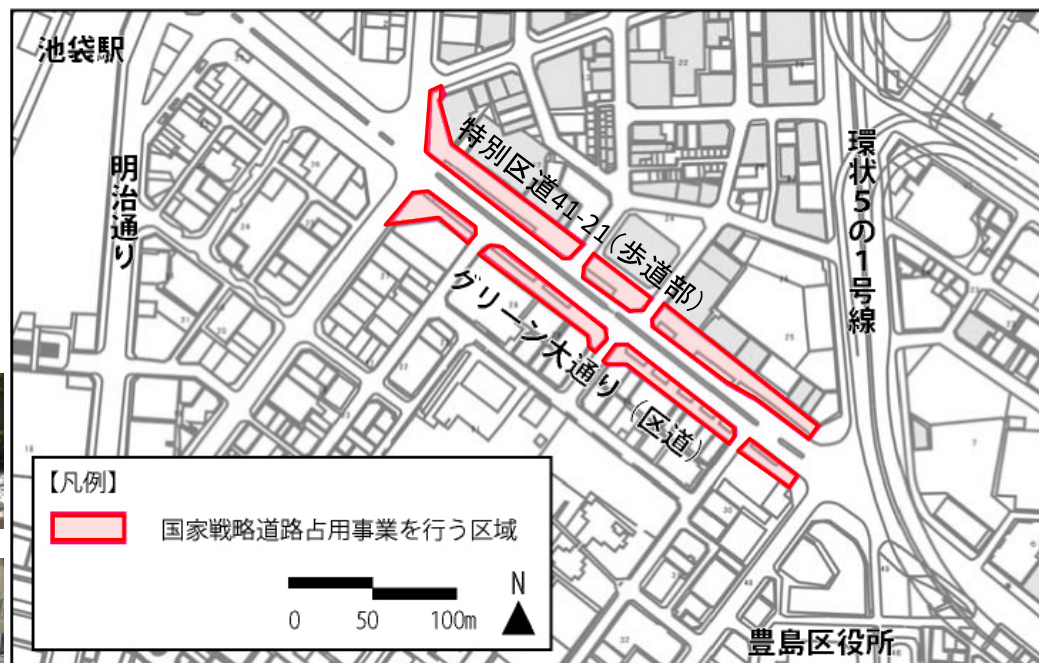 池袋駅
明治通り
特別区道41-21(歩道部)
グリーン大通り(区道)
環状5の1号線
豊島区役所
【凡例】
国家戦略道路占用事業を行う区域
0 50 100m
N